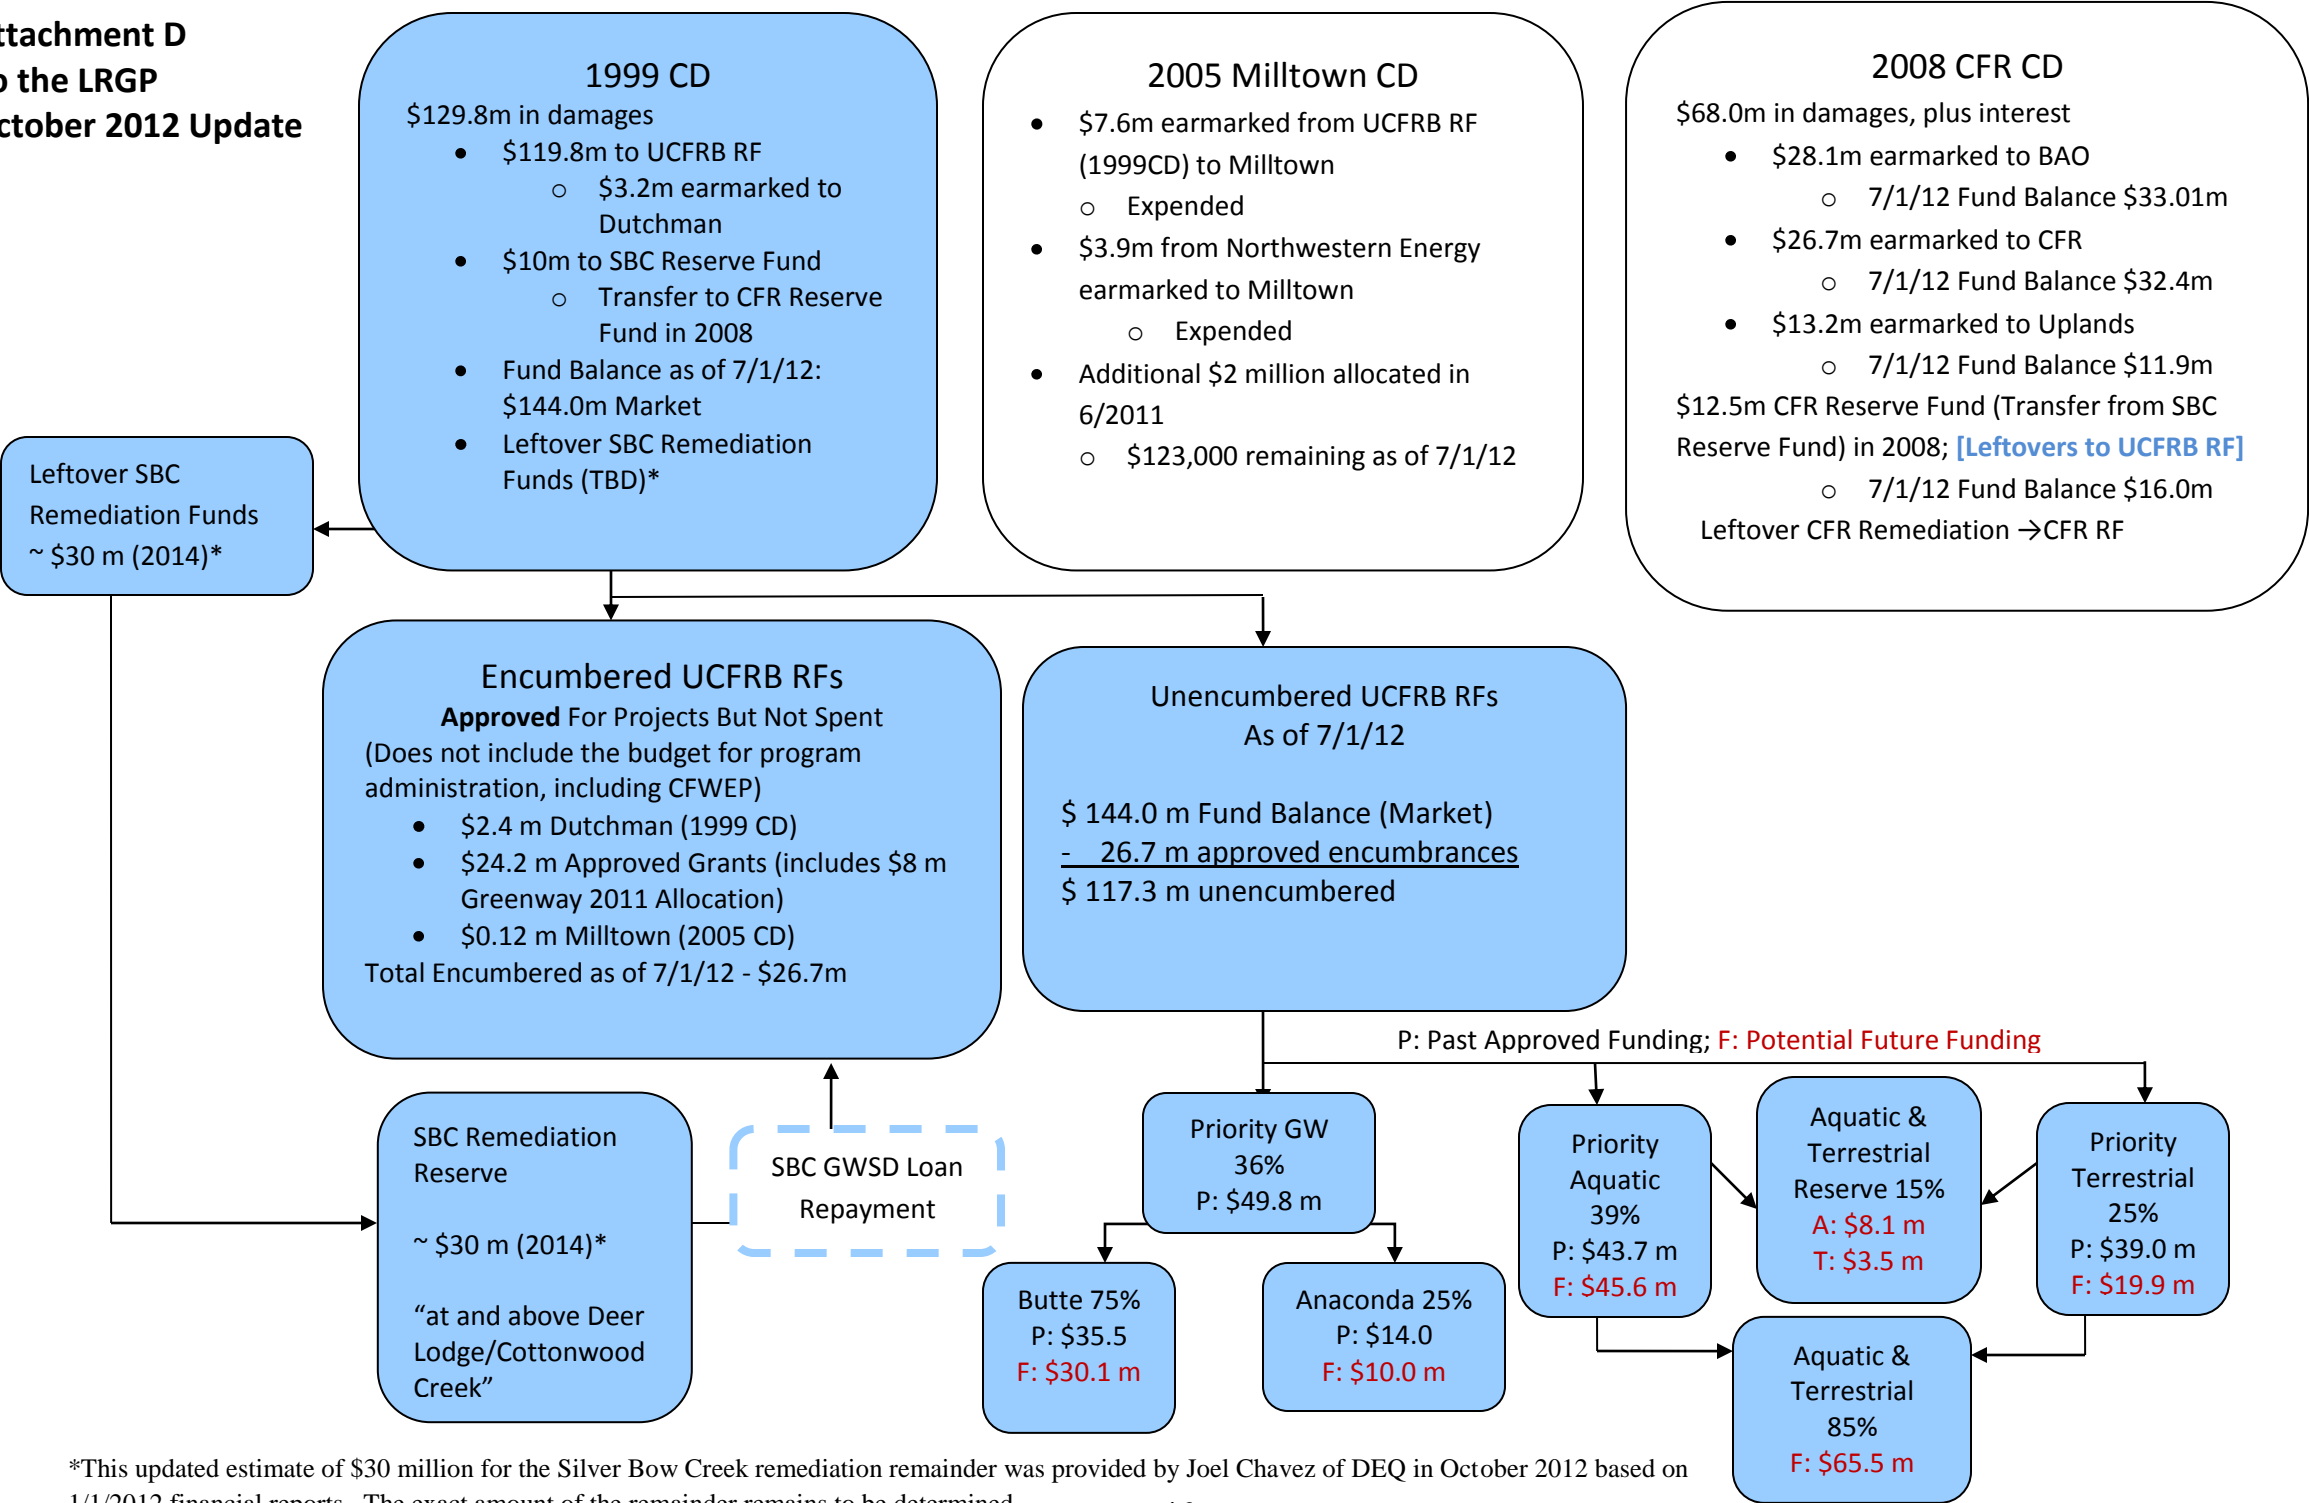 ttachment D
o the LRGP
ctober 2012 Update
1999 CD
$129.8m in damages
• $119.8m to UCFRB RF
o $3.2m earmarked to
Dutchman
• $10m to SBC Reserve Fund
o Transfer to CFR Reserve
Fund in 2008
• Fund Balance as of 7/1/12:
$144.0m Market
• Leftover SBC Remediation
Funds (TBD)*
2005 Milltown CD
• $7.6m earmarked from UCFRB RF
(1999CD) to Milltown
o Expended
• $3.9m from Northwestern Energy
earmarked to Milltown
o Expended
• Additional $2 million allocated in
6/2011
o $123,000 remaining as of 7/1/12
2008 CFR CD
$68.0m in damages, plus interest
• $28.1m earmarked to BAO
o 7/1/12 Fund Balance $33.01m
• $26.7m earmarked to CFR
o 7/1/12 Fund Balance $32.4m
• $13.2m earmarked to Uplands
o 7/1/12 Fund Balance $11.9m
$12.5m CFR Reserve Fund (Transfer from SBC
Reserve Fund) in 2008; [Leftovers to UCFRB RF]
o 7/1/12 Fund Balance $16.0m
Leftover CFR Remediation →CFR RF
Leftover SBC
Remediation Funds
~ $30 m (2014)*
Encumbered UCFRB RFs
Approved For Projects But Not Spent
(Does not include the budget for program
administration, including CFWEP)
• $2.4 m Dutchman (1999 CD)
• $24.2 m Approved Grants (includes $8 m
Greenway 2011 Allocation)
• $0.12 m Milltown (2005 CD)
Total Encumbered as of 7/1/12 - $26.7m
Unencumbered UCFRB RFs
As of 7/1/12
$ 144.0 m Fund Balance (Market)
- 26.7 m approved encumbrances
$ 117.3 m unencumbered
P: Past Approved Funding; F: Potential Future Funding
SBC Remediation
Reserve
~ $30 m (2014)*
“at and above Deer
Lodge/Cottonwood
Creek”
SBC GWSD Loan
Repayment
Priority GW
36%
P: $49.8 m
Butte 75%
P: $35.5
F: $30.1 m
Anaconda 25%
P: $14.0
F: $10.0 m
Priority
Aquatic
39%
P: $43.7 m
F: $45.6 m
Aquatic &
Terrestrial
Reserve 15%
A: $8.1 m
T: $3.5 m
Priority
Terrestrial
25%
P: $39.0 m
F: $19.9 m
Aquatic &
Terrestrial
85%
F: $65.5 m
*This updated estimate of $30 million for the Silver Bow Creek remediation remainder was provided by Joel Chavez of DEQ in October 2012 based on
1/1/2012 financial reports. The exact amount of the remainder remains to be determined.